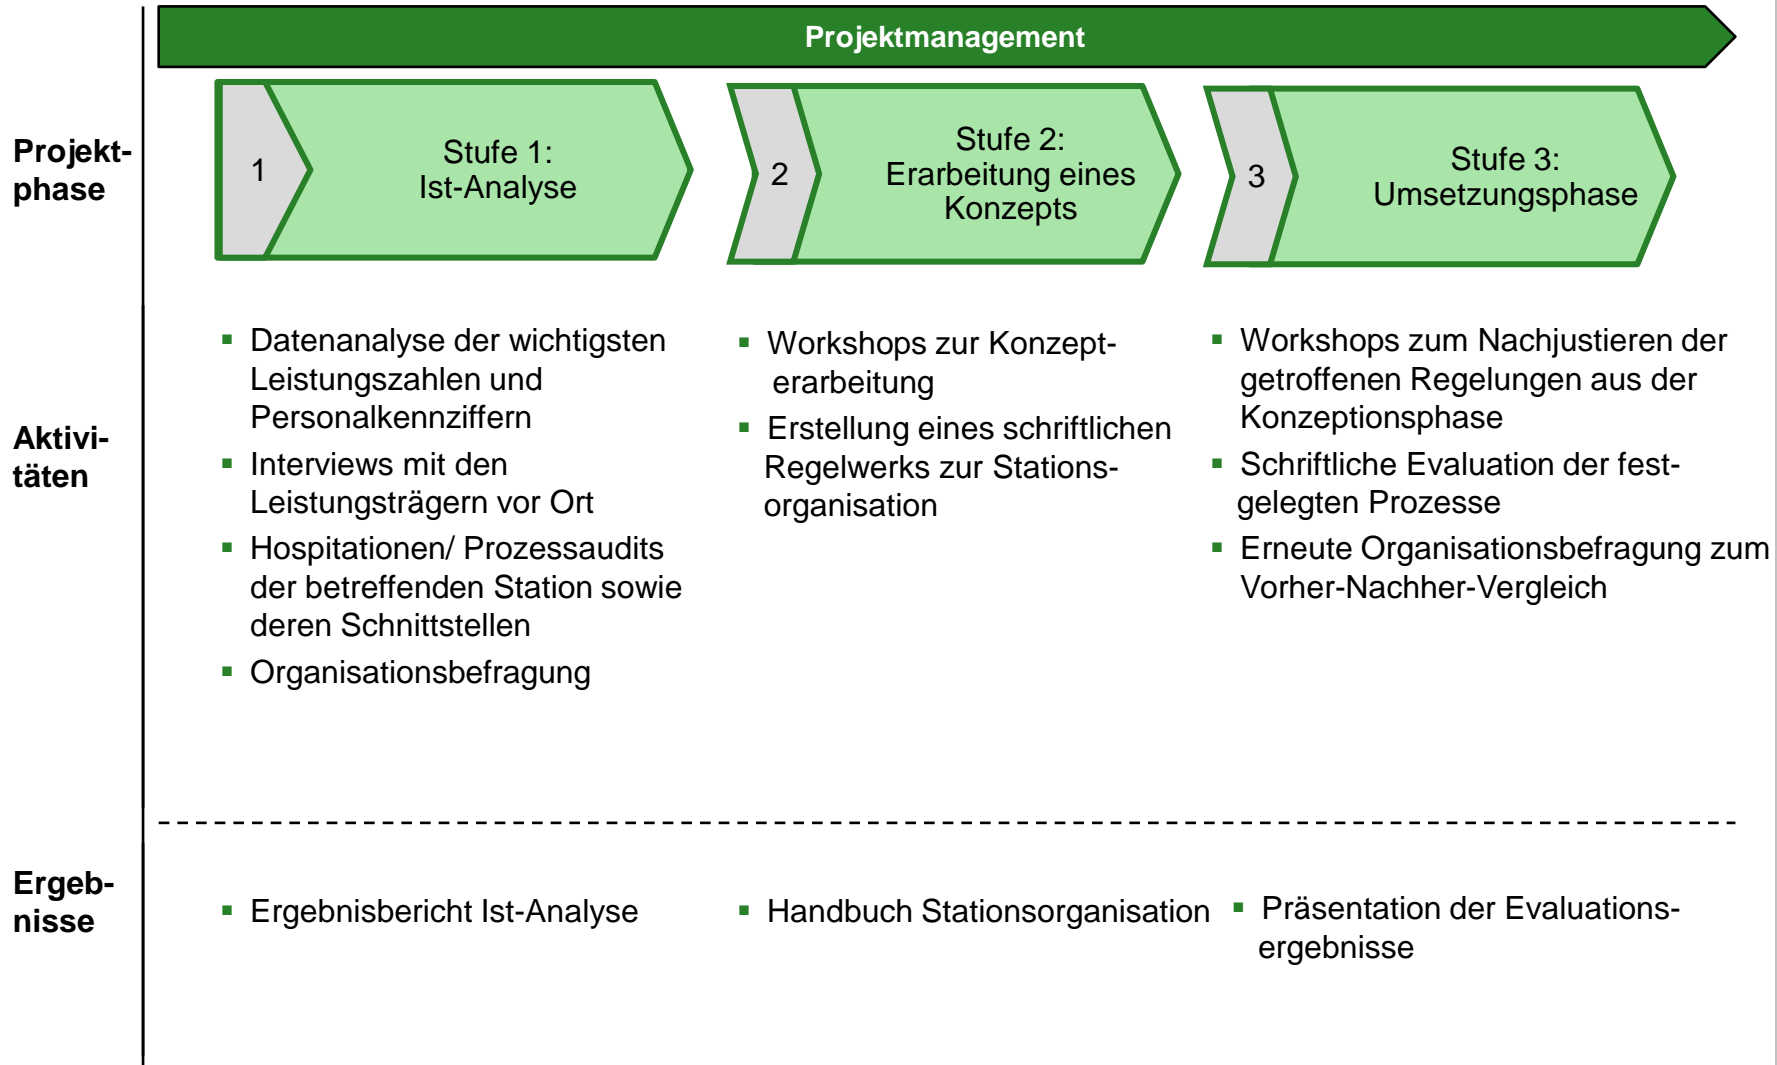 Projektmanagement
Projekt-
phase
1
Stufe 1:
Ist-Analyse
2
Stufe 2:
Erarbeitung eines
Konzepts
3
Stufe 3:
Umsetzungsphase
Aktivi-
täten
▪ Datenanalyse der wichtigsten
Leistungszahlen und
Personalkennziffern
▪ Interviews mit den
Leistungsträgern vor Ort
▪ Hospitationen/ Prozessaudits
der betreffenden Station sowie
deren Schnittstellen
▪ Organisationsbefragung
▪ Workshops zur Konzept-
erarbeitung
▪ Erstellung eines schriftlichen
Regelwerks zur Stations-
organisation
▪ Workshops zum Nachjustieren der
getroffenen Regelungen aus der
Konzeptionsphase
▪ Schriftliche Evaluation der fest-
gelegten Prozesse
▪ Erneute Organisationsbefragung zum
Vorher-Nachher-Vergleich
Ergeb-
nisse
▪ Ergebnisbericht Ist-Analyse
▪ Handbuch Stationsorganisation
▪ Präsentation der Evaluations-
ergebnisse